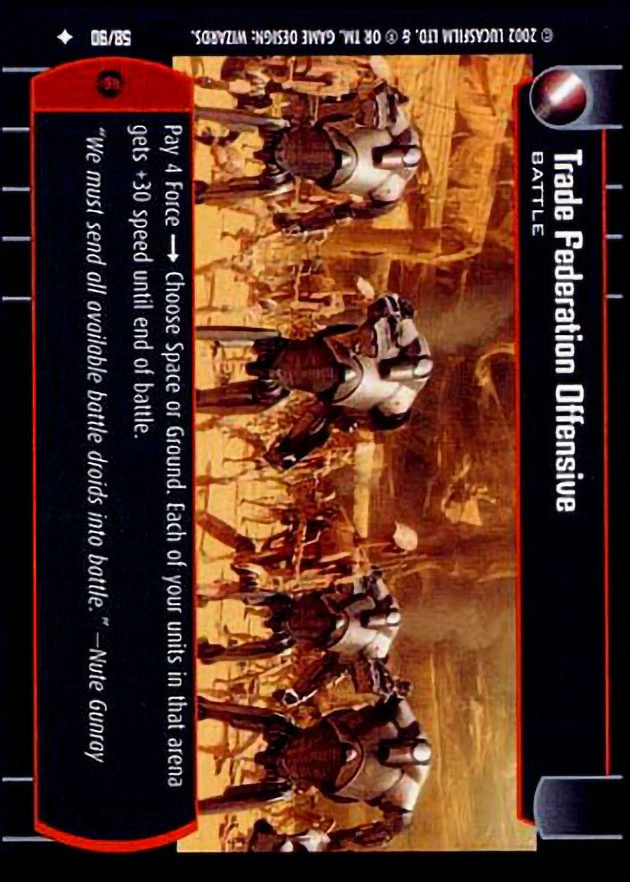 Trade Federation Offensive
BATTLE
Pay 4 Force → Choose Space or Ground. Each of your units in that arena
gets +30 speed until end of battle.
"We must send all available battle droids into battle." —Nute Gunray
58/90 ✦
© 2002 LUCASFILM LTD. & ® OR TM. GAME DESIGN: WIZARDS.